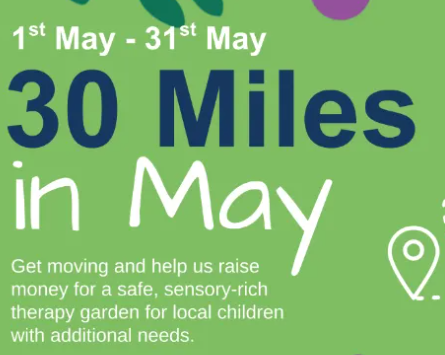 1st May - 31st May
30 Miles
in May
Get moving and help us raise
money for a safe, sensory-rich
therapy garden for local children
with additional needs.